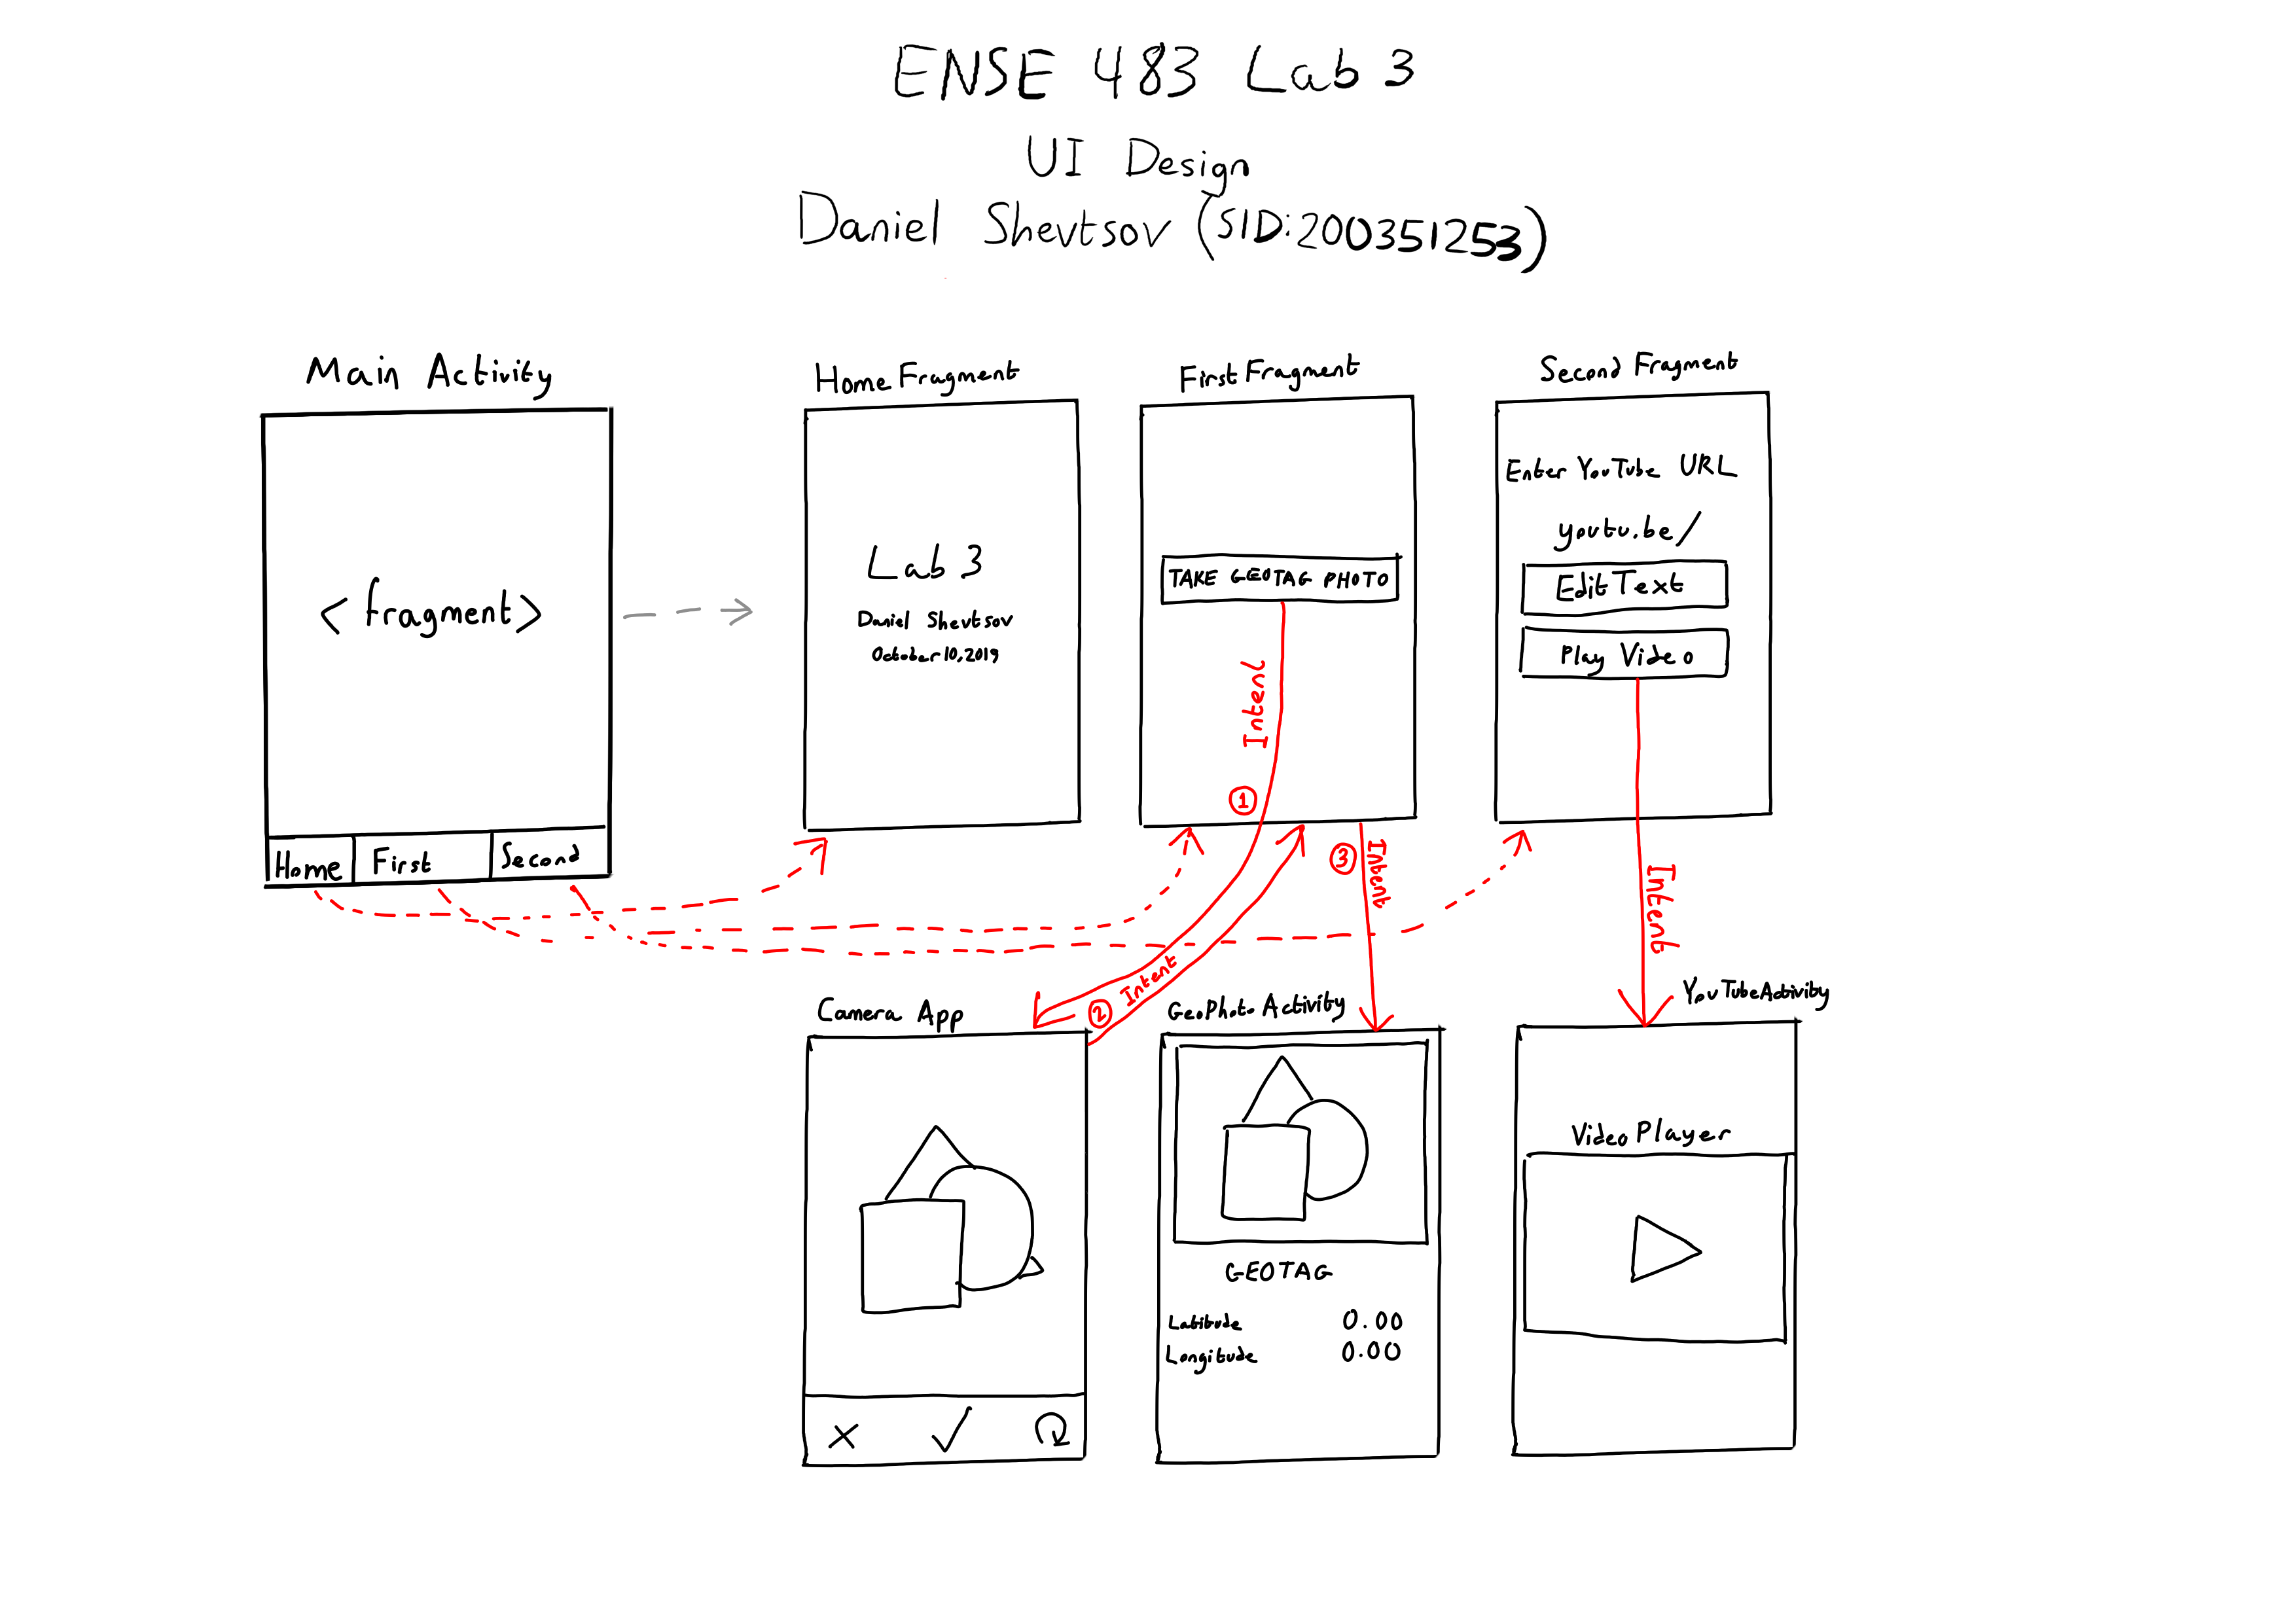 ENSE 483 Lab 3
UI Design
Daniel Shevtsov (SID:200351253)
Main Activity
<fragment>
Home First Second
Home Fragment
Lab 3
Daniel Shevtsov
October 10, 2019
First Fragment
TAKE GEOTAG PHOTO
Second Fragment
Enter YouTube URL
youtu.be/
Edit Text
Play Video
Intent
1
2 Intent
3 Intent
Intent
Camera App
GeoPhoto Activity
GEOTAG
Latitude 0.00
Longitude 0.00
YouTubeActivity
Video Player